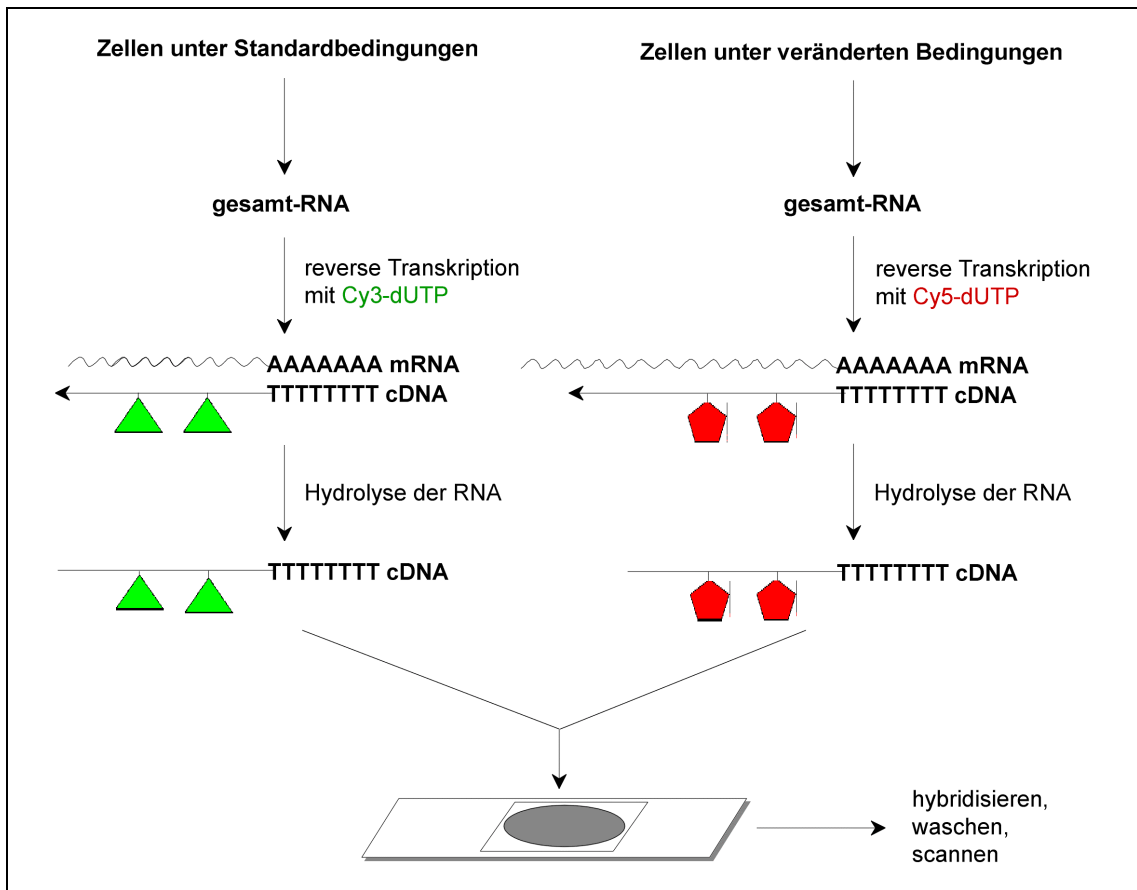 Zellen unter Standardbedingungen
Zellen unter veränderten Bedingungen
gesamt-RNA
gesamt-RNA
reverse Transkription
mit Cy3-dUTP
reverse Transkription
mit Cy5-dUTP
AAAAAAA mRNA
TTTTTTTT cDNA
AAAAAAA mRNA
TTTTTTTT cDNA
Hydrolyse der RNA
Hydrolyse der RNA
TTTTTTTT cDNA
TTTTTTTT cDNA
hybridisieren,
waschen,
scannen